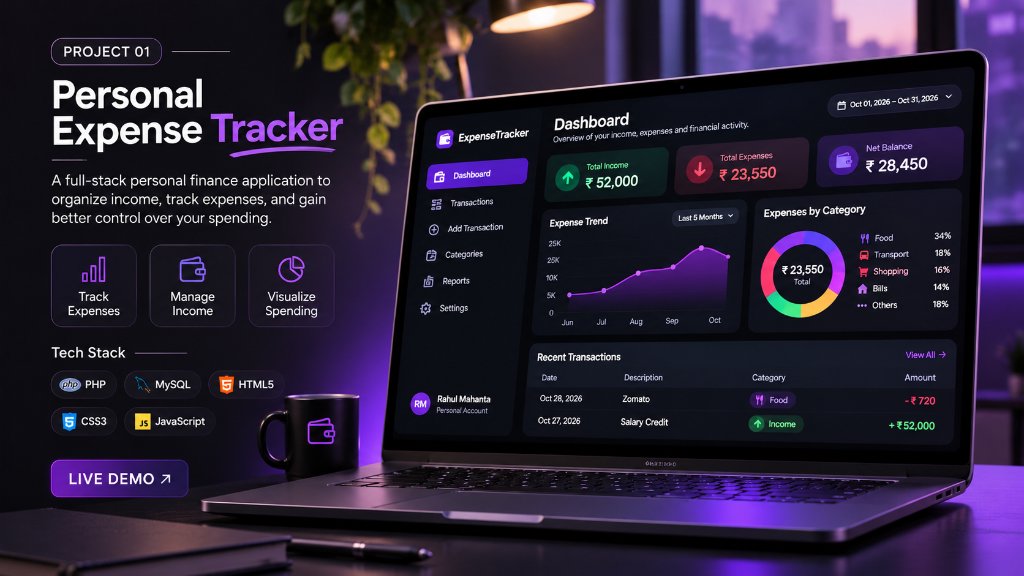 PROJECT 01
Personal
Expense Tracker
A full-stack personal finance application to
organize income, track expenses, and gain
better control over your spending.
Track
Expenses
Manage
Income
Visualize
Spending
Tech Stack
php PHP
MySQL
5 HTML5
5 CSS3
JS JavaScript
LIVE DEMO ↗
ExpenseTracker
Dashboard
Transactions
Add Transaction
Categories
Reports
Settings
RM
Rahul Mahanta
Personal Account
Dashboard
Overview of your income, expenses and financial activity.
Oct 01, 2026 – Oct 31, 2026
Total Income
₹ 52,000
Total Expenses
₹ 23,550
Net Balance
₹ 28,450
Expense Trend
Last 5 Months
25K
25K
10K
5K
0
Jun Jul Aug Sep Oct
Expenses by Category
₹ 23,550
Total
Food 34%
Transport 18%
Shopping 16%
Bills 14%
Others 18%
Recent Transactions
View All →
Date Description Category Amount
Oct 28, 2026 Zomato Food - ₹ 720
Oct 27, 2026 Salary Credit Income + ₹ 52,000